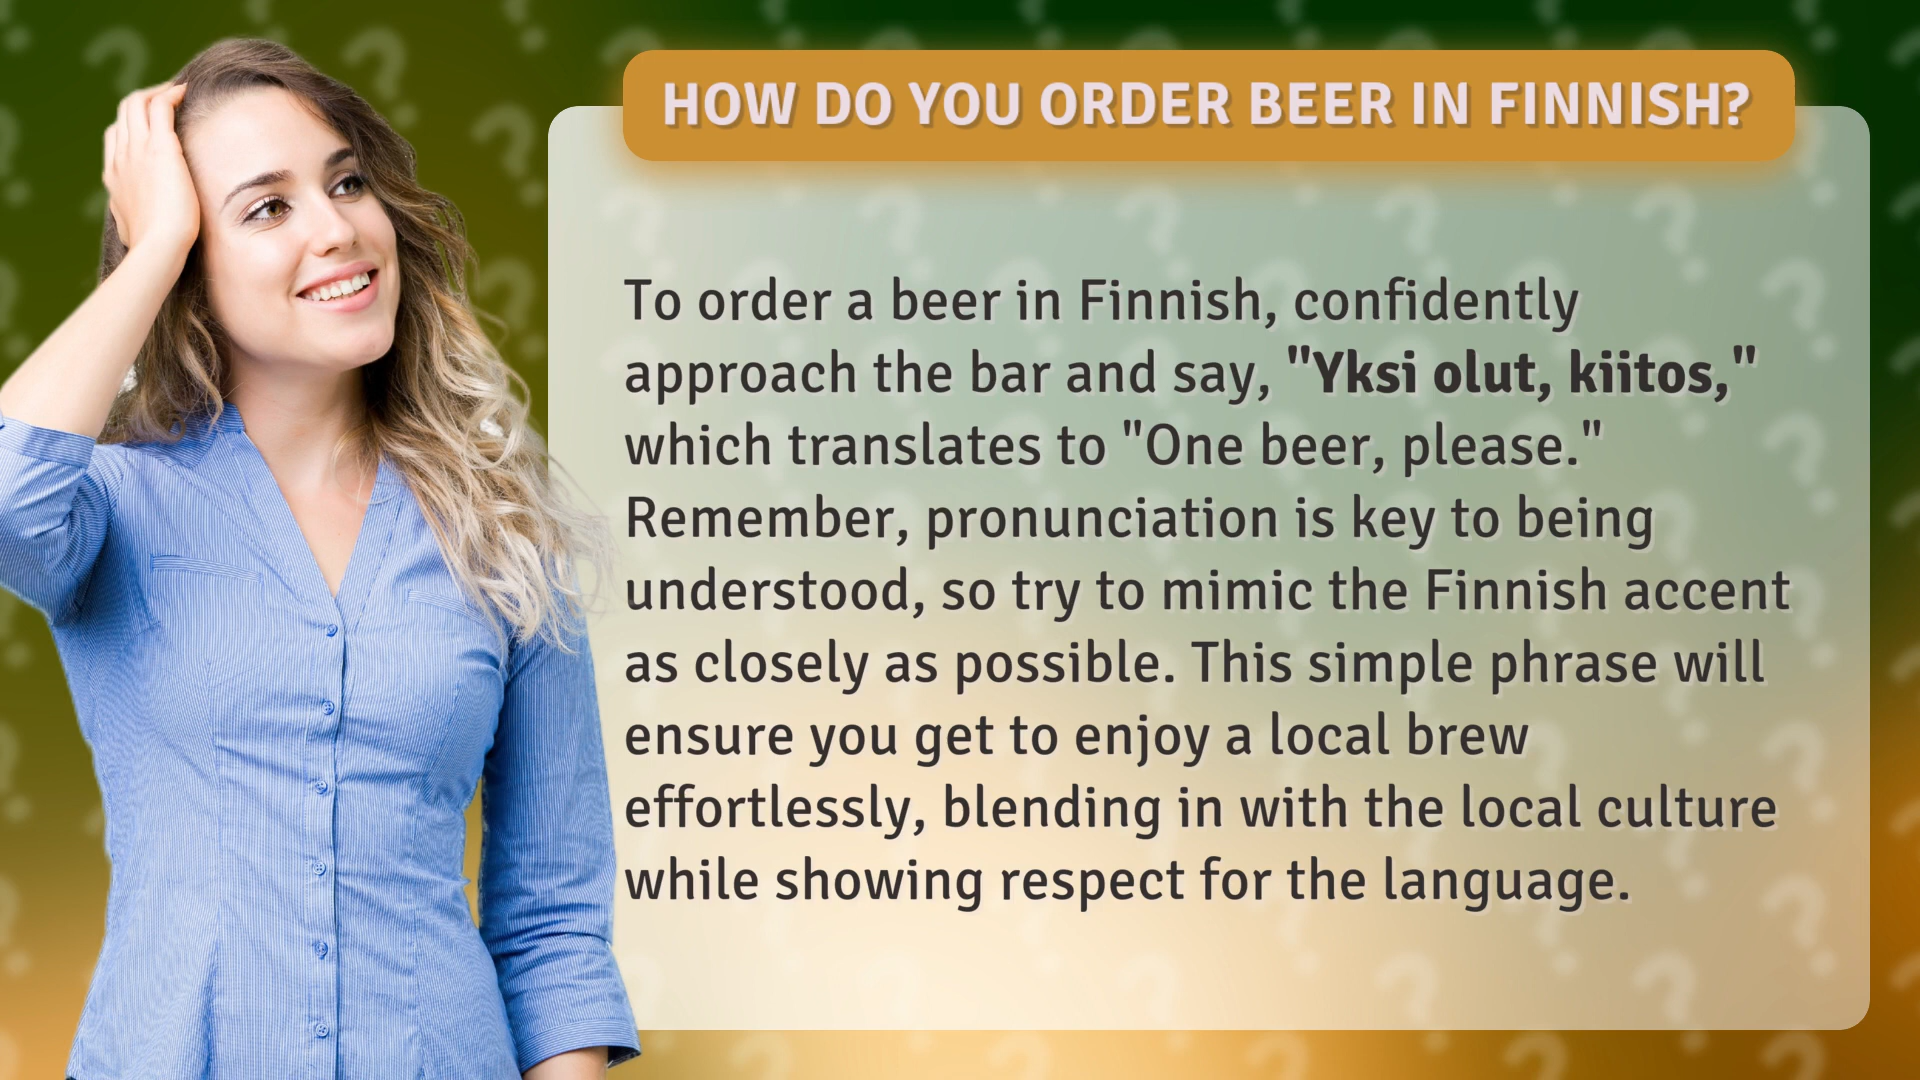 HOW DO YOU ORDER BEER IN FINNISH?
To order a beer in Finnish, confidently
approach the bar and say, "Yksi olut, kiitos,"
which translates to "One beer, please."
Remember, pronunciation is key to being
understood, so try to mimic the Finnish accent
as closely as possible. This simple phrase will
ensure you get to enjoy a local brew
effortlessly, blending in with the local culture
while showing respect for the language.